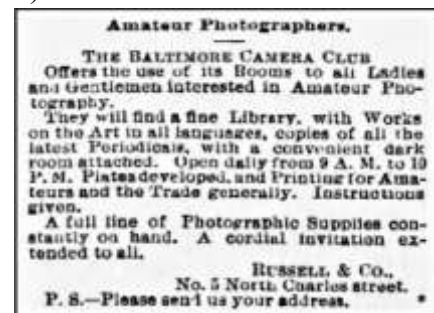 Amateur Photographers.
THE BALTIMORE CAMERA CLUB
Offers the use of its Rooms to all Ladies
and Gentlemen interested in Amateur Pho-
tography.
They will find a fine Library, with Works
on the Art in all languages, copies of all the
latest Periodicals, with a convenient dark
room attached. Open daily from 9 A. M. to 10
P. M. Plates developed, and Printing for Ama-
teurs and the Trade generally. Instructions
given.
A full line of Photographic Supplies con-
stantly on hand. A cordial invitation ex-
tended to all.
RUSSELL & CO.,
No. 5 North Charles street.
P. S.—Please send us your address. *